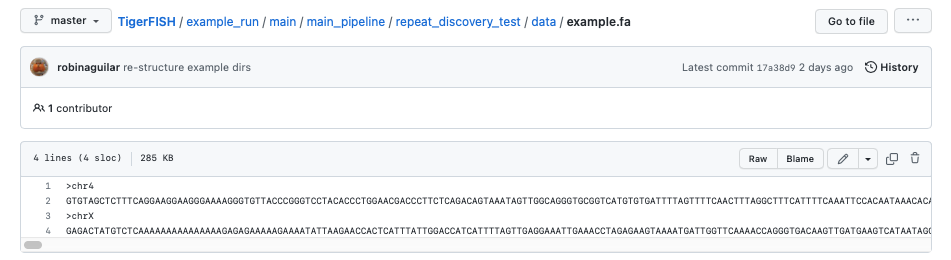 master TigerFISH / example_run / main / main_pipeline / repeat_discovery_test / data / example.fa Go to file ...
robinaguilar re-structure example dirs Latest commit 17a38d9 2 days ago History
1 contributor
4 lines (4 sloc) 285 KB Raw Blame
1 >chr4
2 GTGTAGCTCTTTCAGGAAGGAAGGGAAAAGGGTGTTACCCGGGTCCTACACCCTGGAACGACCCTTCTCAGACAGTAAATAGTTGGCAGGGTGCGGTCATGTGTGATTTTAGTTTTCAACTTTAGGCTTTCATTTTCAAATTCCACAATAAACACA
3 >chrX
4 GAGACTATGTCTCAAAAAAAAAAAAAAAGAGAGAAAAAGAAAATATTAAGAACCACTCATTTATTGGACCATCATTTTAGTTGAGGAAATTGAAACCTAGAGAAGTAAAATGATTGGTTCAAAACCAGGGTGACAAGTTGATGAAGTCATAATAGG